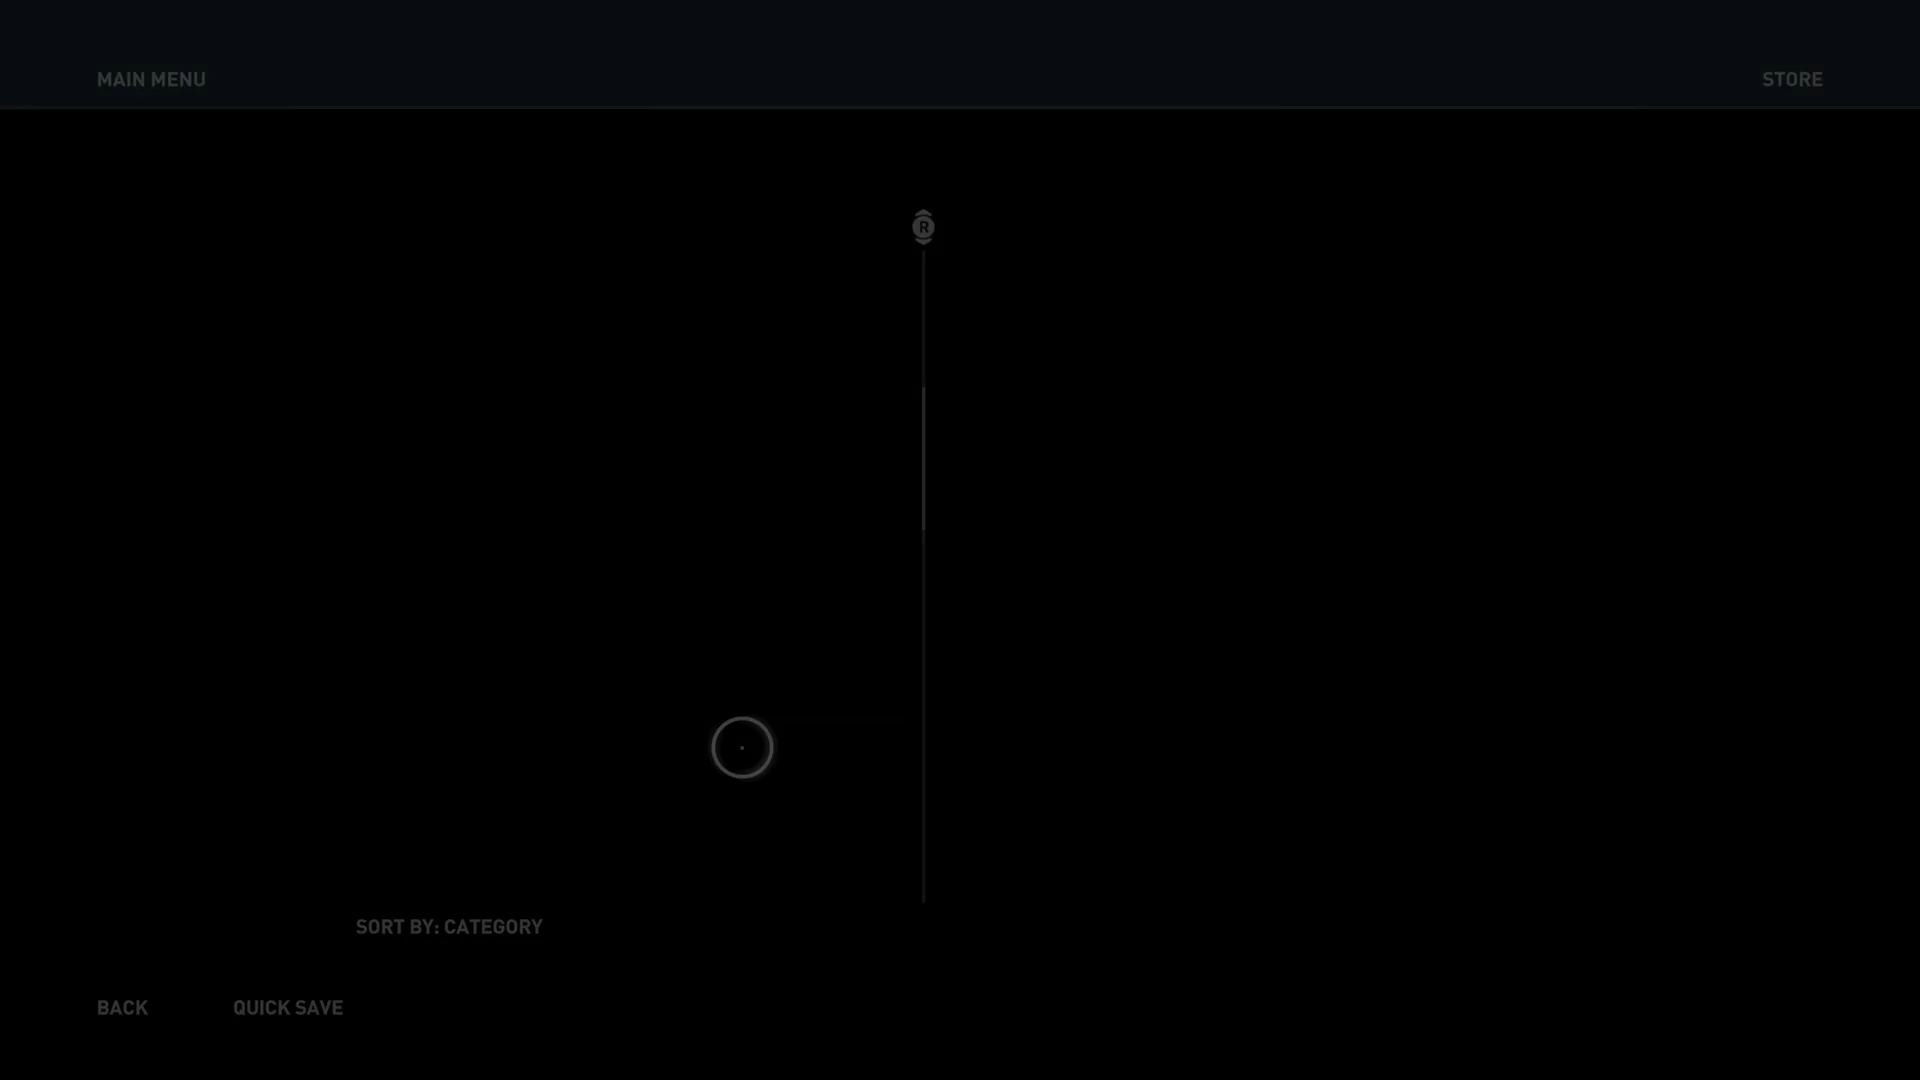 MAIN MENU
STORE
R
SORT BY: CATEGORY
BACK
QUICK SAVE